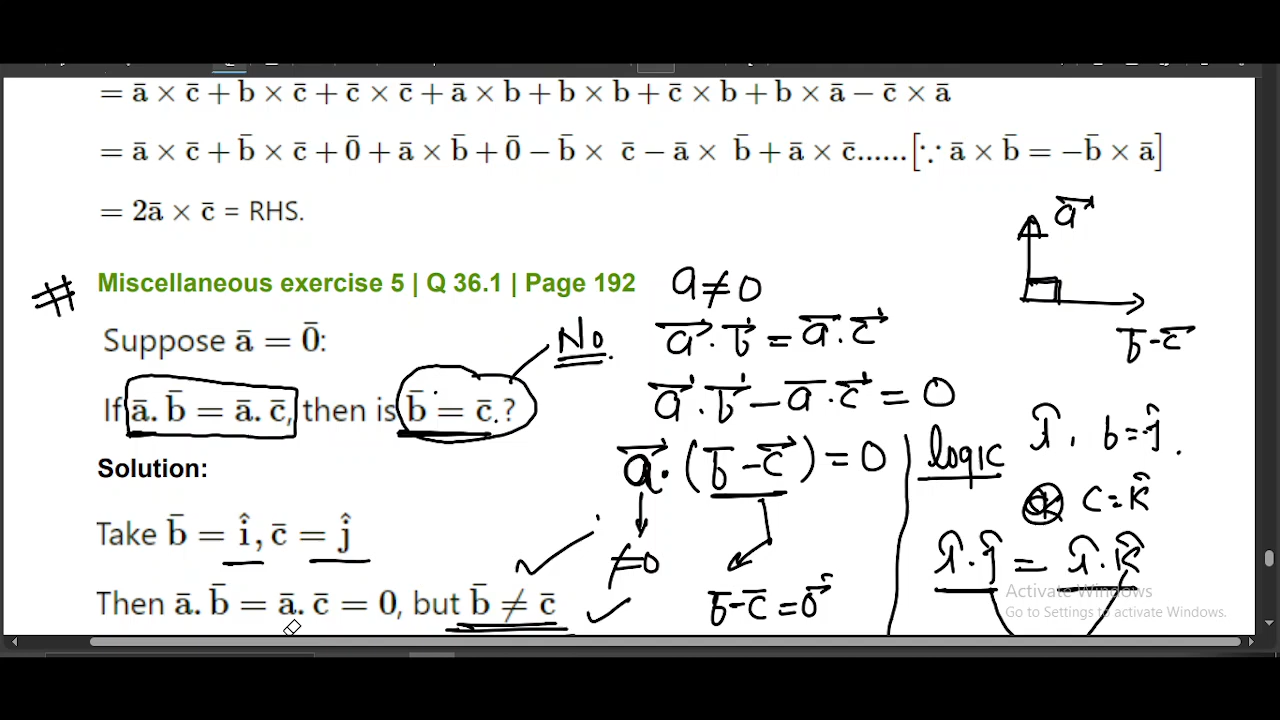 = ā × c̄ + b × c̄ + c̄ × c̄ + ā × b + b × b + c̄ × b + b × ā − c̄ × ā
= ā × c̄ + b̄ × c̄ + 0̄ + ā × b̄ + 0̄ − b̄ × c̄ − ā × b̄ + ā × c̄...... [∵ ā × b̄ = −b̄ × ā]
= 2ā × c̄ = RHS.
# Miscellaneous exercise 5 | Q 36.1 | Page 192
Suppose ā = 0̄:
If ā. b̄ = ā. c̄, then is b̄ = c̄.?
No.
Solution:
Take b̄ = î, c̄ = ĵ
Then ā. b̄ = ā. c̄ = 0, but b̄ ≠ c̄
a ≠ 0
a⃗ · b⃗ = a⃗ · c⃗
a⃗ · b⃗ − a⃗ · c⃗ = 0
a⃗ · (b⃗ − c⃗) = 0
≠0
b̄ − c̄ = 0⃗
a⃗
b⃗ − c⃗
logic
î, b = ĵ.
c = k̂
î · ĵ = î · k̂
Activate Windows
Go to Settings to activate Windows.